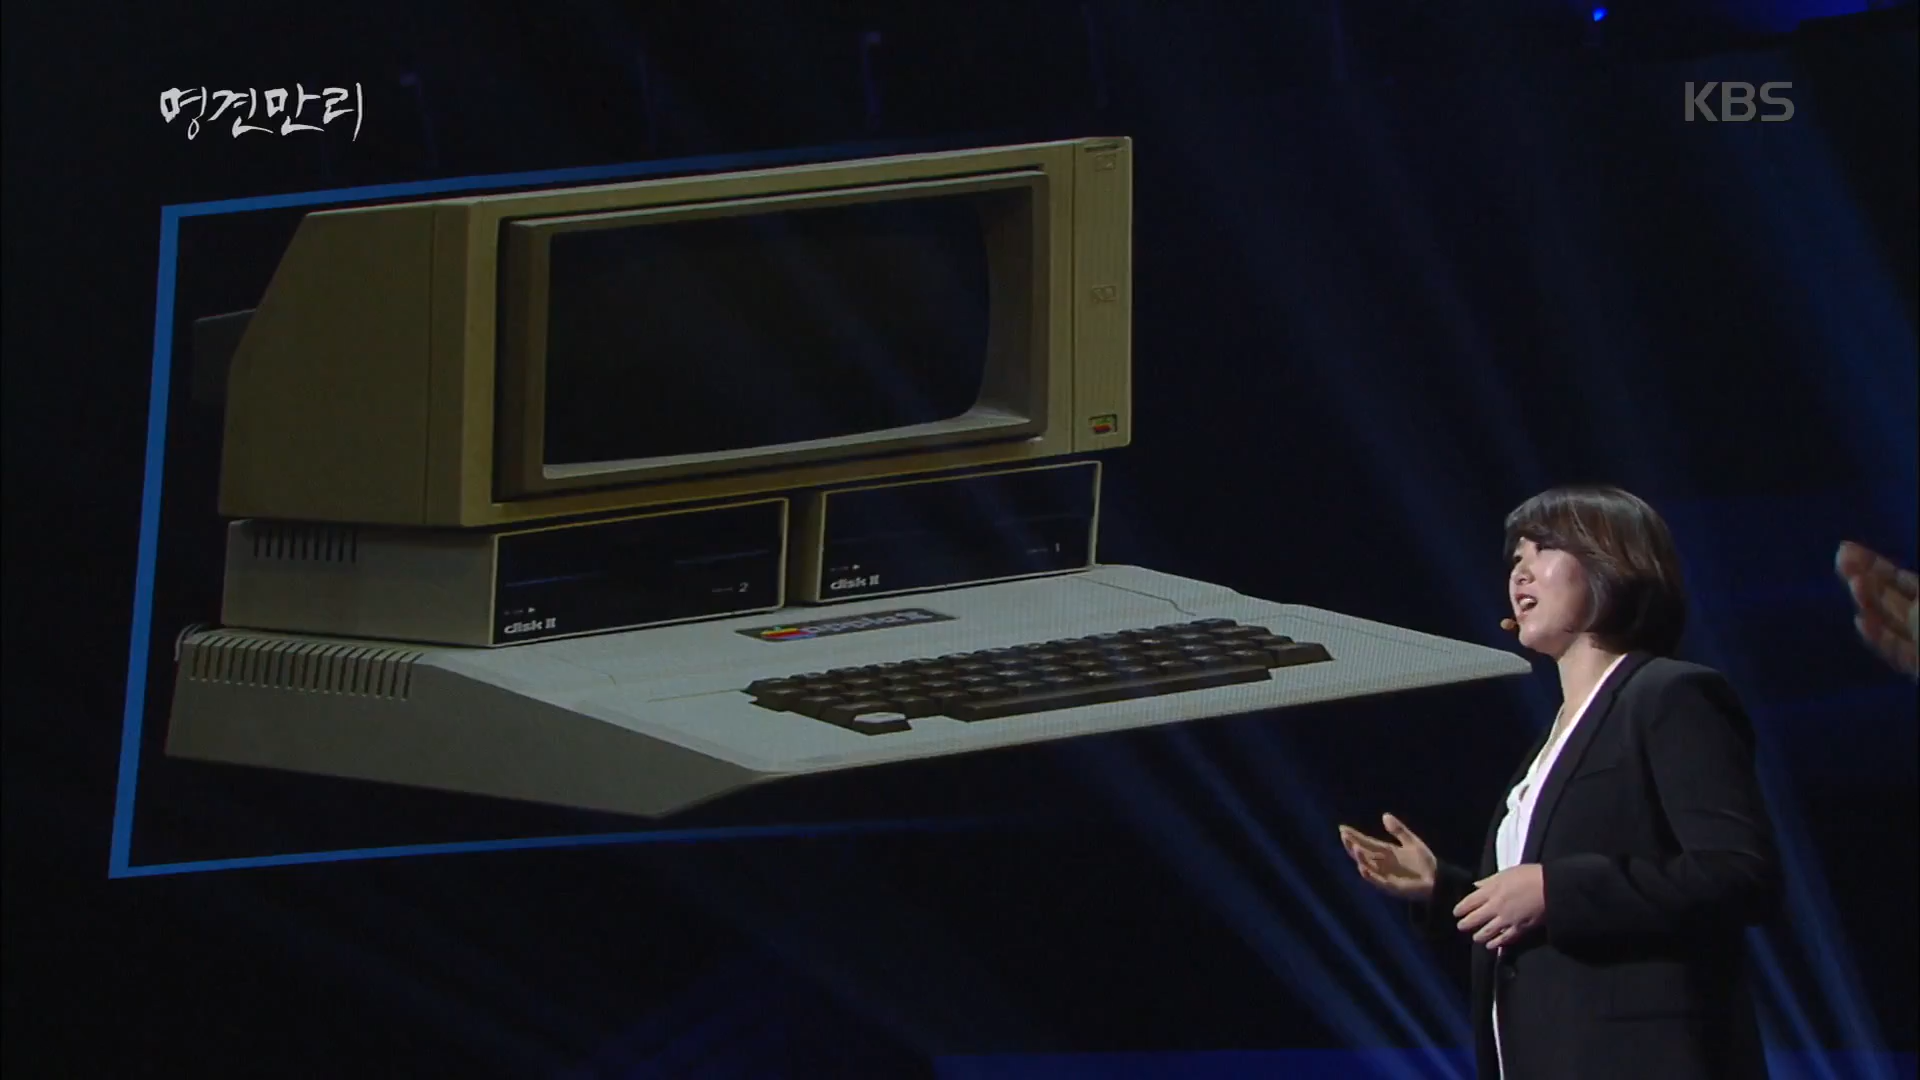 명견만리
KBS
2
disk II
1
disk II
apple II